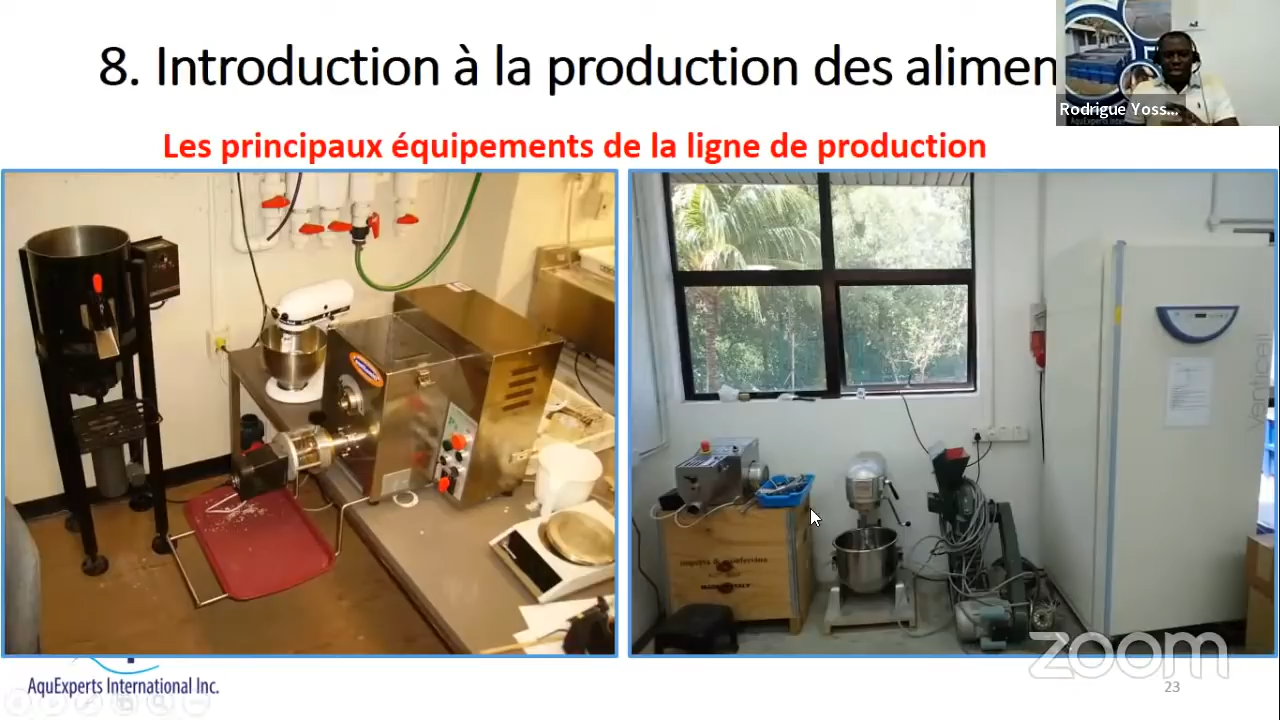 8. Introduction à la production des alimen
Rodrigue Yoss...
Les principaux équipements de la ligne de production
Venticell
AquExperts International Inc.
zoom
23